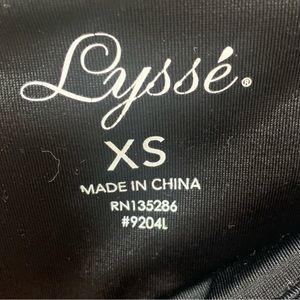 Lyssé®
XS
MADE IN CHINA
RN135286
#9204L